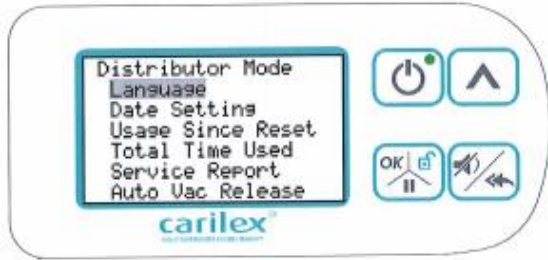 Distributor Mode
Language
Date Setting
Usage Since Reset
Total Time Used
Service Report
Auto Vac Release
OK
carilex®